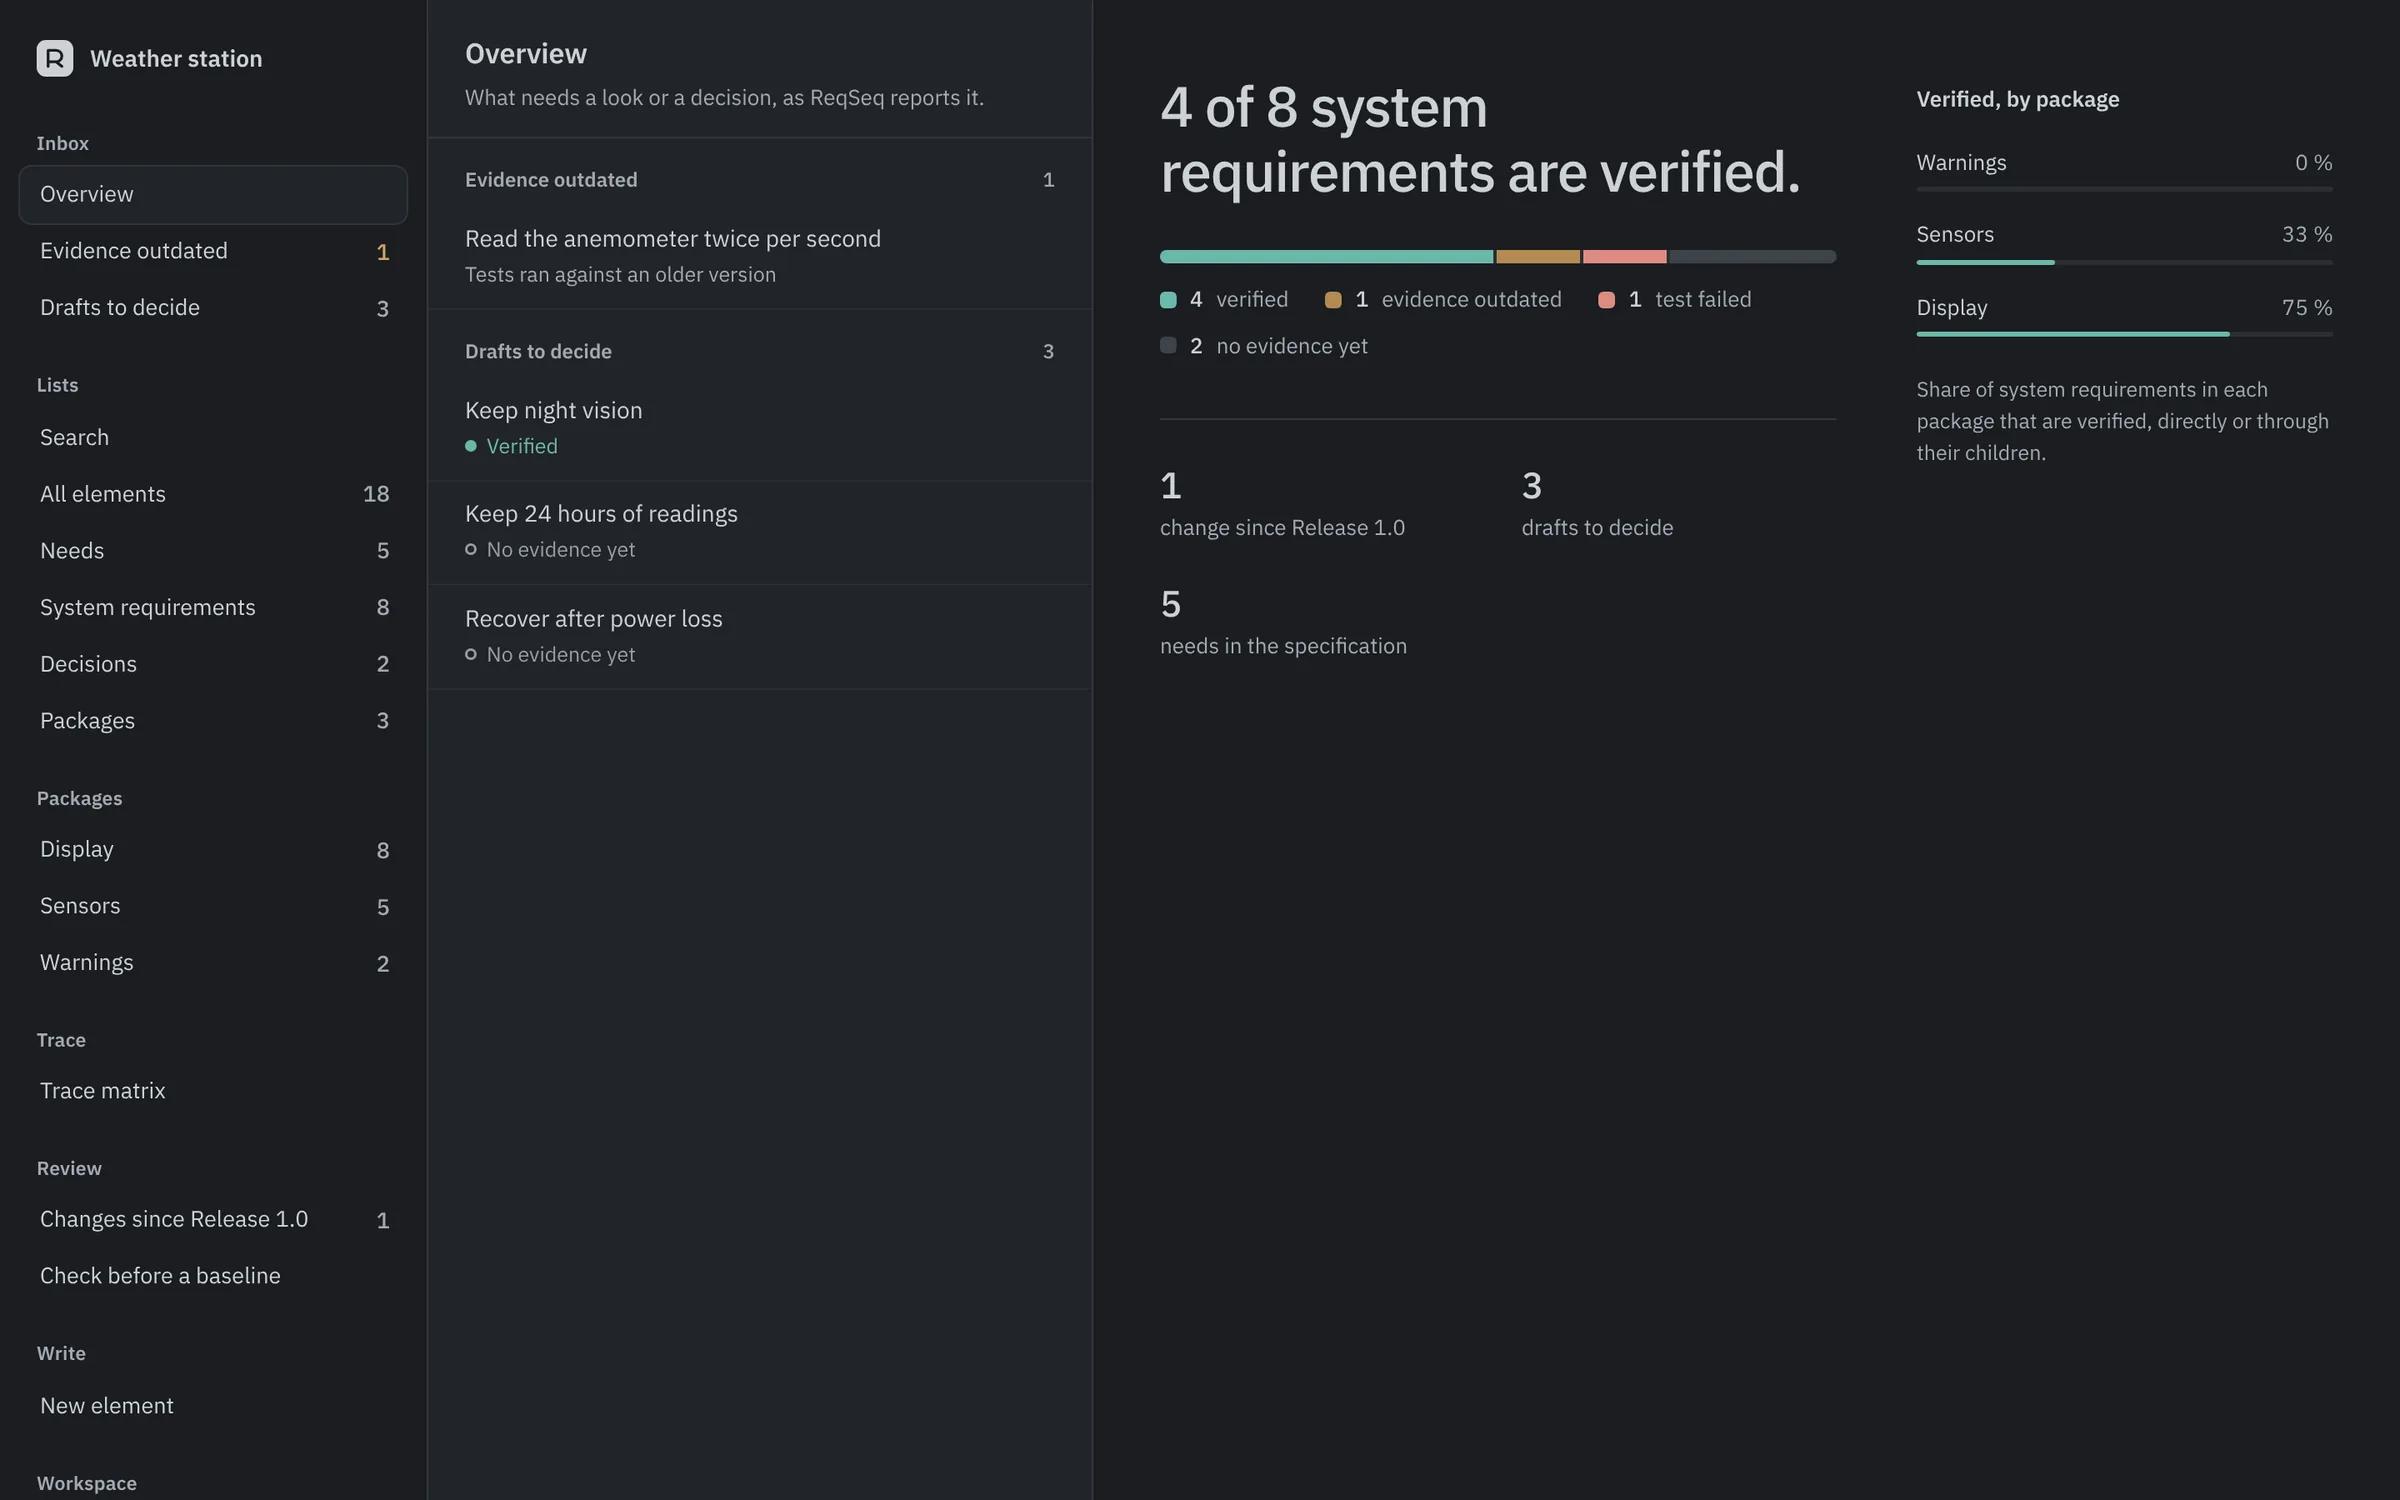 R Weather station
Inbox
Overview
Evidence outdated 1
Drafts to decide 3
Lists
Search
All elements 18
Needs 5
System requirements 8
Decisions 2
Packages 3
Packages
Display 8
Sensors 5
Warnings 2
Trace
Trace matrix
Review
Changes since Release 1.0 1
Check before a baseline
Write
New element
Workspace
Overview
What needs a look or a decision, as ReqSeq reports it.
Evidence outdated 1
Read the anemometer twice per second
Tests ran against an older version
Drafts to decide 3
Keep night vision
Verified
Keep 24 hours of readings
No evidence yet
Recover after power loss
No evidence yet
4 of 8 system
requirements are verified.
4 verified 1 evidence outdated 1 test failed
2 no evidence yet
1
change since Release 1.0
3
drafts to decide
5
needs in the specification
Verified, by package
Warnings 0 %
Sensors 33 %
Display 75 %
Share of system requirements in each
package that are verified, directly or through
their children.